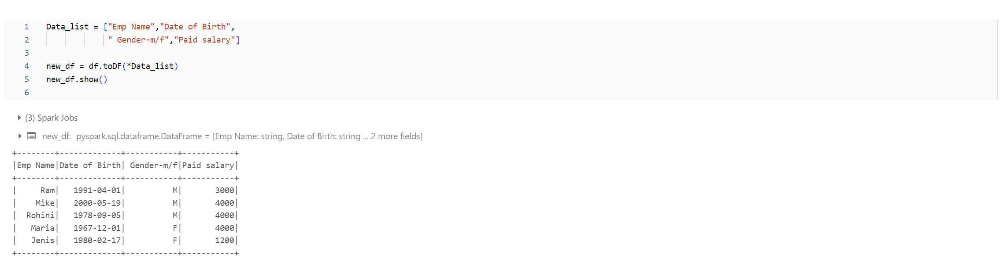 1 Data_list = ["Emp Name","Date of Birth",
2 " Gender-m/f","Paid salary"]
3
4 new_df = df.toDF(*Data_list)
5 new_df.show()
6
(3) Spark Jobs
new_df: pyspark.sql.dataframe.DataFrame = [Emp Name: string, Date of Birth: string ... 2 more fields]
+--------+-------------+-----------+-----------+
|Emp Name|Date of Birth| Gender-m/f|Paid salary|
+--------+-------------+-----------+-----------+
|     Ram|   1991-04-01|          M|       3000|
|    Mike|   2000-05-19|          M|       4000|
|  Rohini|   1978-09-05|          M|       4000|
|   Maria|   1967-12-01|          F|       4000|
|   Jenis|   1980-02-17|          F|       1200|
+--------+-------------+-----------+-----------+